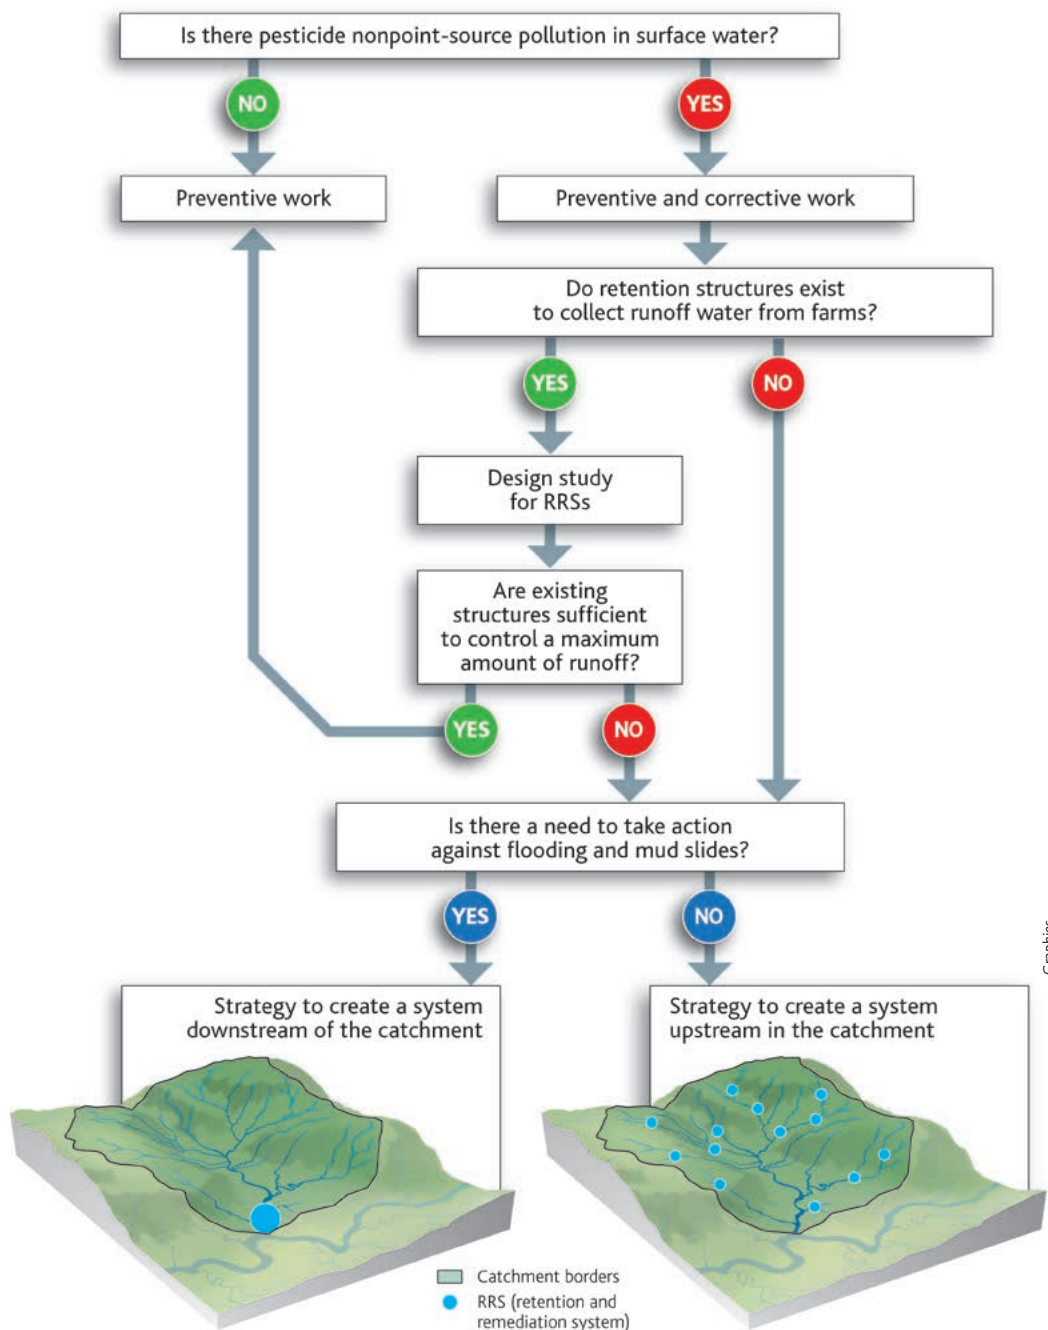 Is there pesticide nonpoint-source pollution in surface water?
NO
YES
Preventive work
Preventive and corrective work
Do retention structures exist
to collect runoff water from farms?
YES
NO
Design study
for RRSs
Are existing
structures sufficient
to control a maximum
amount of runoff?
YES
NO
Is there a need to take action
against flooding and mud slides?
YES
NO
Strategy to create a system
downstream of the catchment
Strategy to create a system
upstream in the catchment
Catchment borders
RRS (retention and
remediation system)